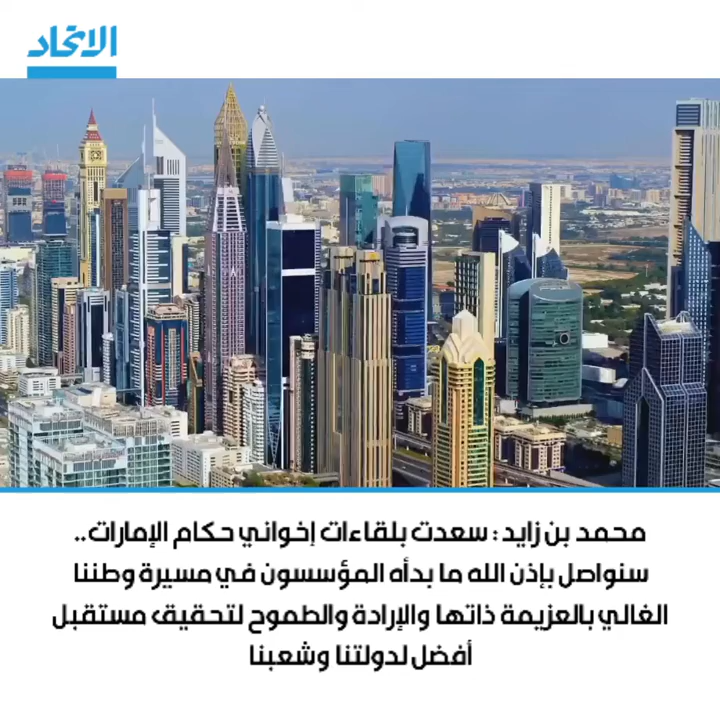 الاتحاد
محمد بن زايد : سعدت بلقاءات إخواني حكام الإمارات..
سنواصل بإذن الله ما بدأه المؤسسون في مسيرة وطننا
الغالي بالعزيمة ذاتها والإرادة والطموح لتحقيق مستقبل
أفضل لدولتنا وشعبنا